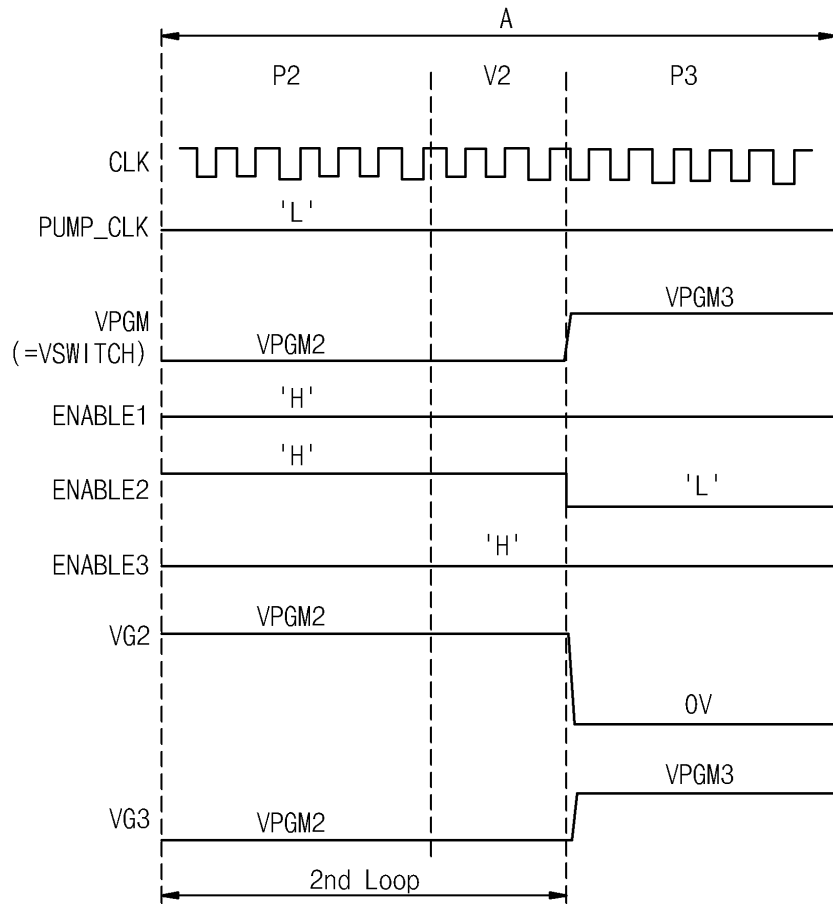 A
P2 V2 P3
CLK
'L'
PUMP_CLK
VPGM3
VPGM
(=VSWITCH)
VPGM2
'H'
ENABLE1
'H'
ENABLE2
'L'
'H'
ENABLE3
VPGM2
VG2
0V
VPGM3
VG3
VPGM2
2nd Loop